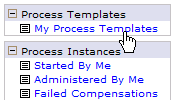 Process Templates
My Process Templates
Process Instances
Started By Me
Administered By Me
Failed Compensations